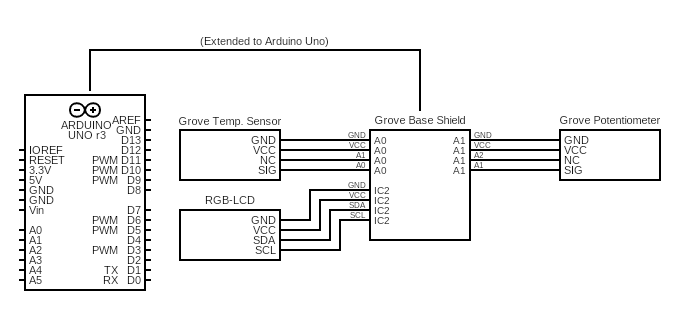 (Extended to Arduino Uno)
ARDUINO
UNO r3
AREF
GND
D13
IOREF D12
RESET PWM D11
3.3V PWM D10
5V PWM D9
GND D8
GND
Vin D7
PWM D6
A0 PWM D5
A1 D4
A2 PWM D3
A3 D2
A4 TX D1
A5 RX D0
Grove Temp. Sensor
GND
VCC
NC
SIG
RGB-LCD
GND
VCC
SDA
SCL
Grove Base Shield
GND A0 A1 GND
VCC A0 A1 VCC
A1 A0 A1 A2
A0 A0 A1 A1
GND IC2
VCC IC2
SDA IC2
SCL IC2
Grove Potentiometer
GND
VCC
NC
SIG